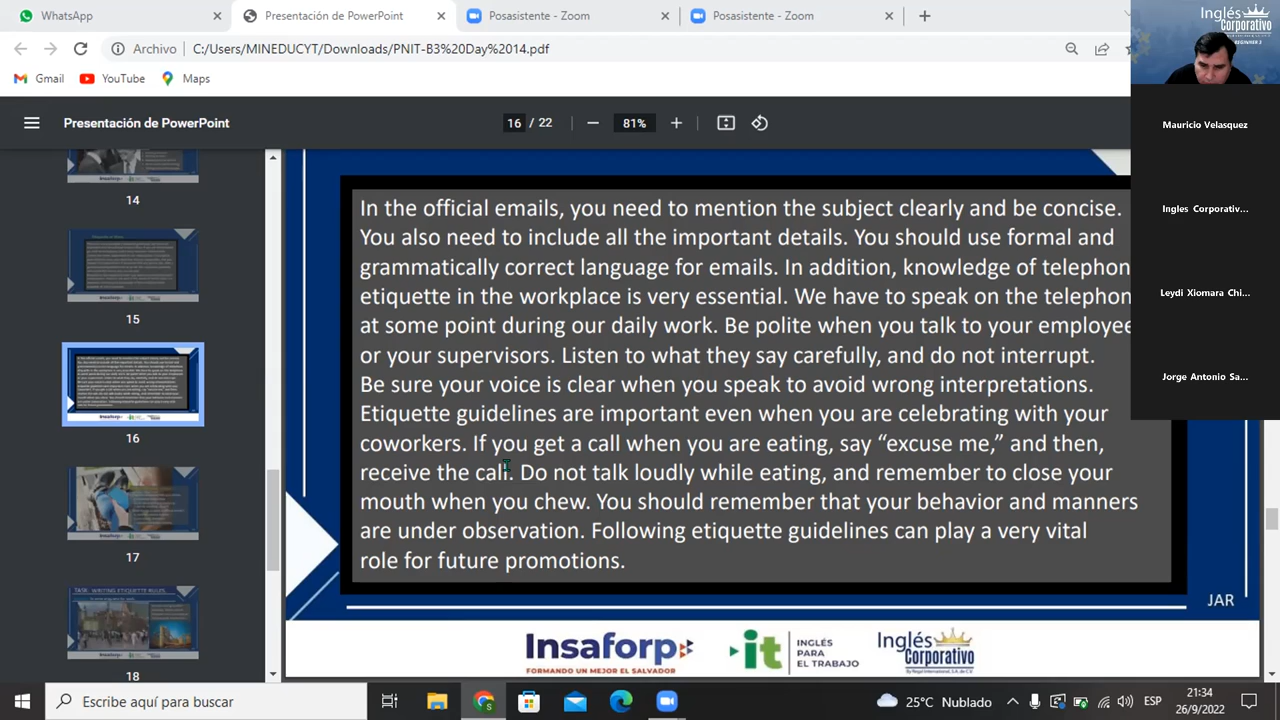 WhatsApp
Presentación de PowerPoint
Posasistente - Zoom
Posasistente - Zoom
Archivo
C:/Users/MINEDUCYT/Downloads/PNIT-B3%20Day%2014.pdf
Gmail
YouTube
Maps
Presentación de PowerPoint
16 / 22
81%
14
15
16
17
TASK: WRITING ETIQUETTE RULES
18
In the official emails, you need to mention the subject clearly and be concise.
You also need to include all the important details. You should use formal and
grammatically correct language for emails. In addition, knowledge of telephon
etiquette in the workplace is very essential. We have to speak on the telephon
at some point during our daily work. Be polite when you talk to your employee
or your supervisors. Listen to what they say carefully, and do not interrupt.
Be sure your voice is clear when you speak to avoid wrong interpretations.
Etiquette guidelines are important even when you are celebrating with your
coworkers. If you get a call when you are eating, say “excuse me,” and then,
receive the call. Do not talk loudly while eating, and remember to close your
mouth when you chew. You should remember that your behavior and manners
are under observation. Following etiquette guidelines can play a very vital
role for future promotions.
JAR
Insaforp
FORMANDO UN MEJOR EL SALVADOR
it
INGLÉS
PARA
EL TRABAJO
Inglés
Corporativo
Inglés
Corporativo
BEGINNER 2
Mauricio Velasquez
Ingles Corporativ...
Leydi Xiomara Chi...
Jorge Antonio Sa...
Escribe aquí para buscar
25°C Nublado
ESP
21:34
26/9/2022